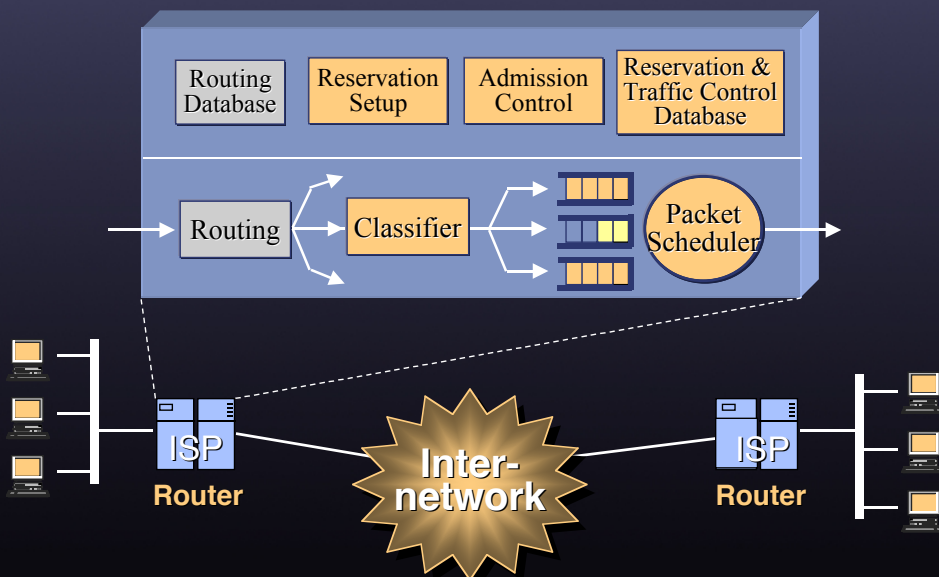 Routing
Database
Reservation
Setup
Admission
Control
Reservation &
Traffic Control
Database
Routing
Classifier
Packet
Scheduler
ISP
Router
Inter-
network
ISP
Router